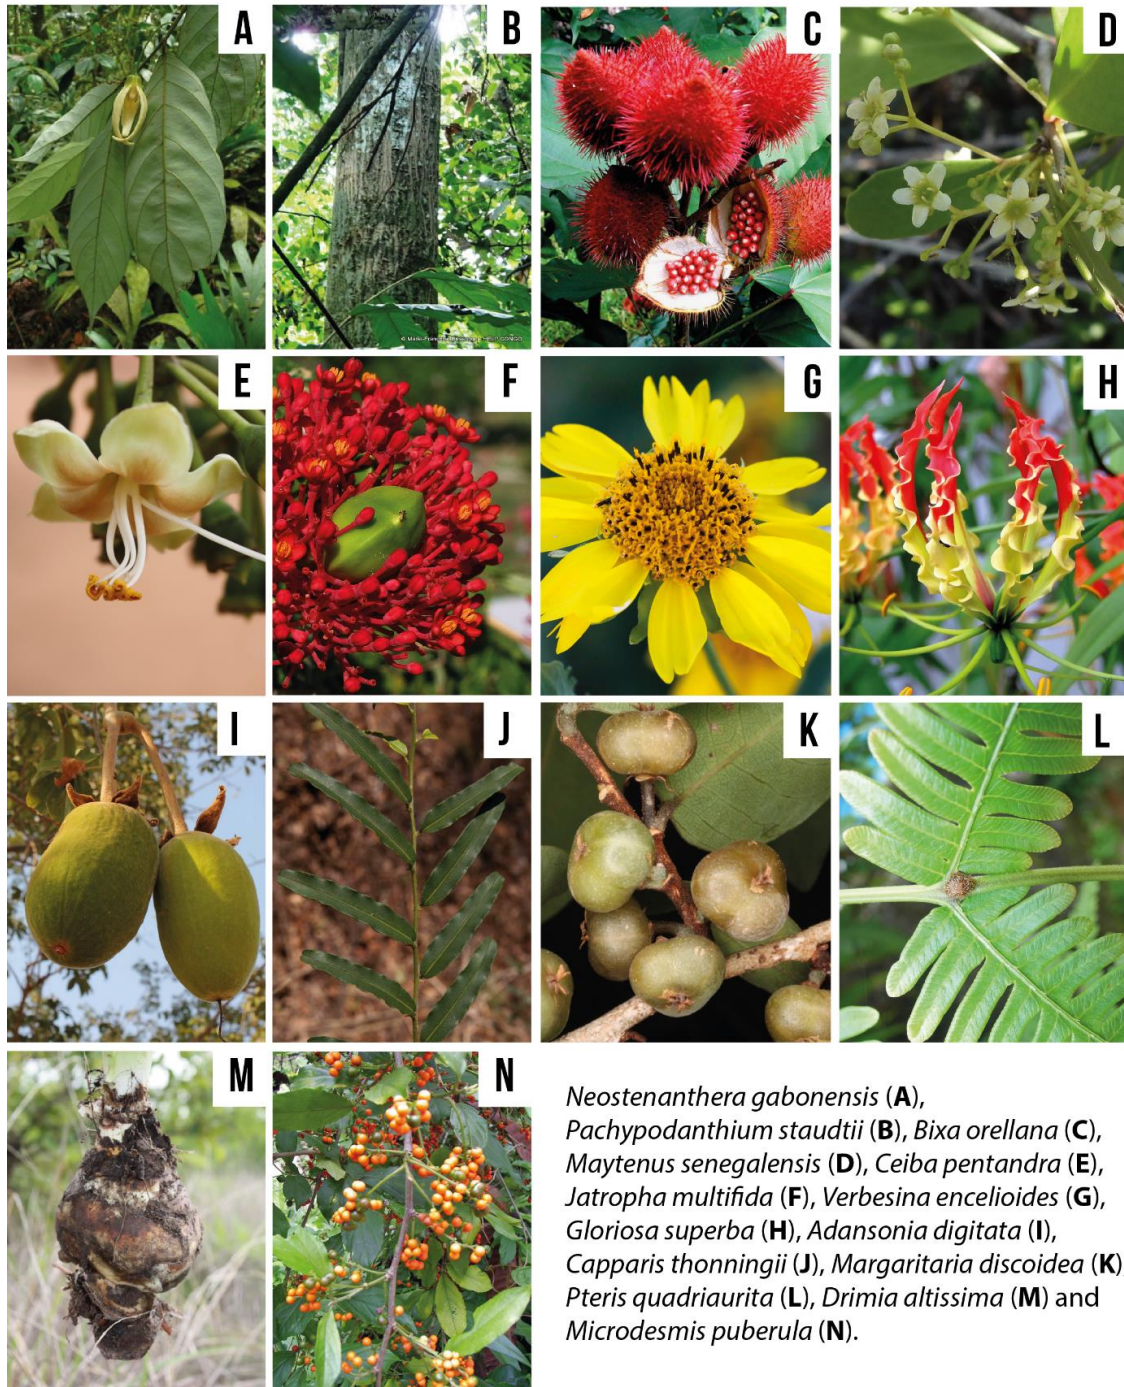 A
B
C
D
E
F
G
H
I
J
K
L
M
N
Neostenanthera gabonensis (A),
Pachypodanthium staudtii (B), Bixa orellana (C),
Maytenus senegalensis (D), Ceiba pentandra (E),
Jatropha multifida (F), Verbesina encelioides (G),
Gloriosa superba (H), Adansonia digitata (I),
Capparis thonningii (J), Margaritaria discoidea (K)
Pteris quadriaurita (L), Drimia altissima (M) and
Microdesmis puberula (N).